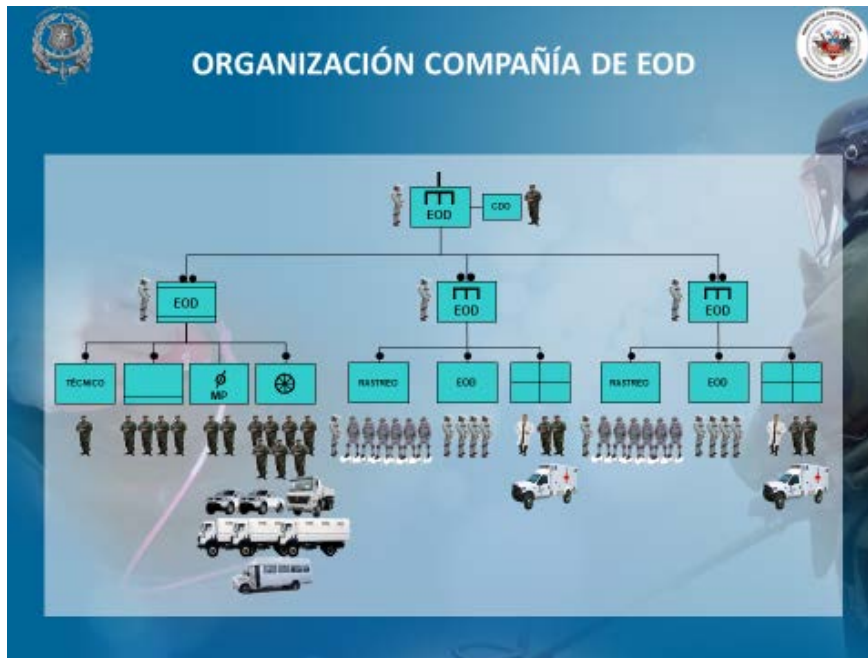 ORGANIZACIÓN COMPAÑÍA DE EOD
EOD
CDO
EOD
EOD
EOD
TÉCNICO
MP
RASTREO
EOD
RASTREO
EOD